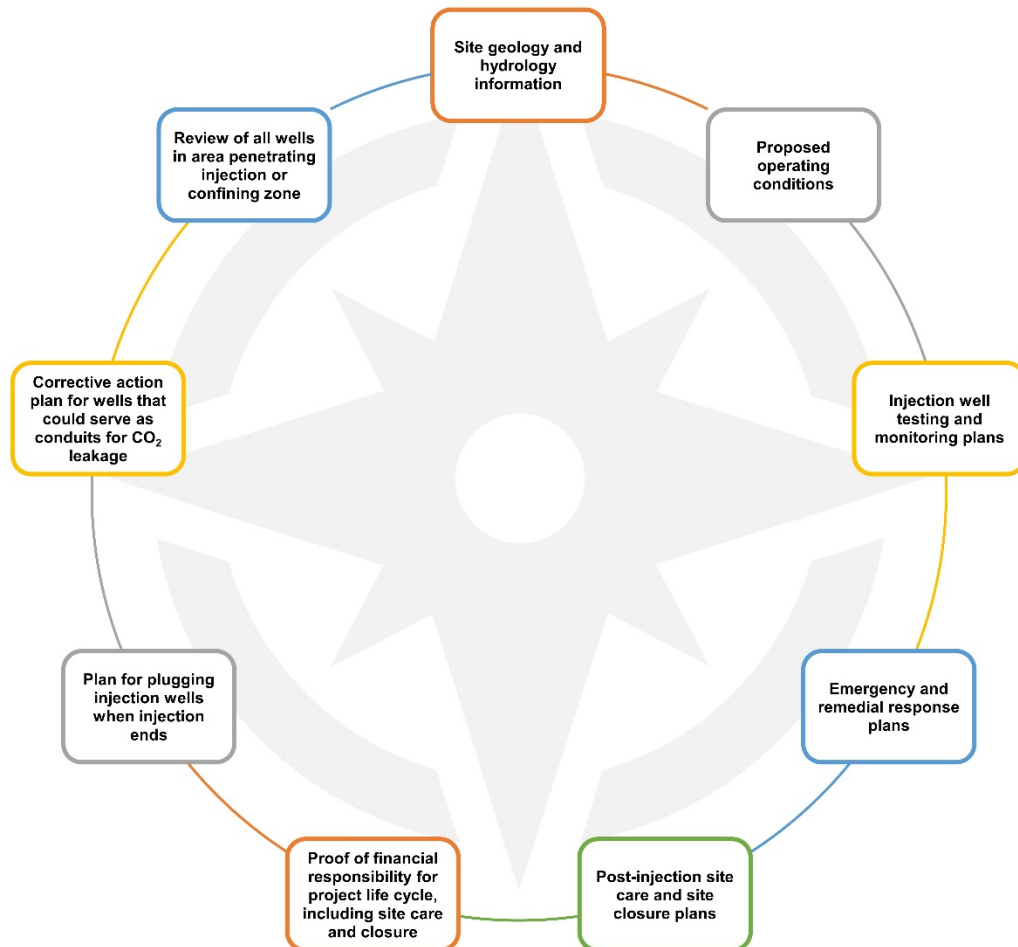 Site geology and
hydrology
information
Proposed
operating
conditions
Injection well
testing and
monitoring plans
Emergency and
remedial response
plans
Post-injection site
care and site
closure plans
Proof of financial
responsibility for
project life cycle,
including site care
and closure
Plan for plugging
injection wells
when injection
ends
Corrective action
plan for wells that
could serve as
conduits for CO₂
leakage
Review of all wells
in area penetrating
injection or
confining zone